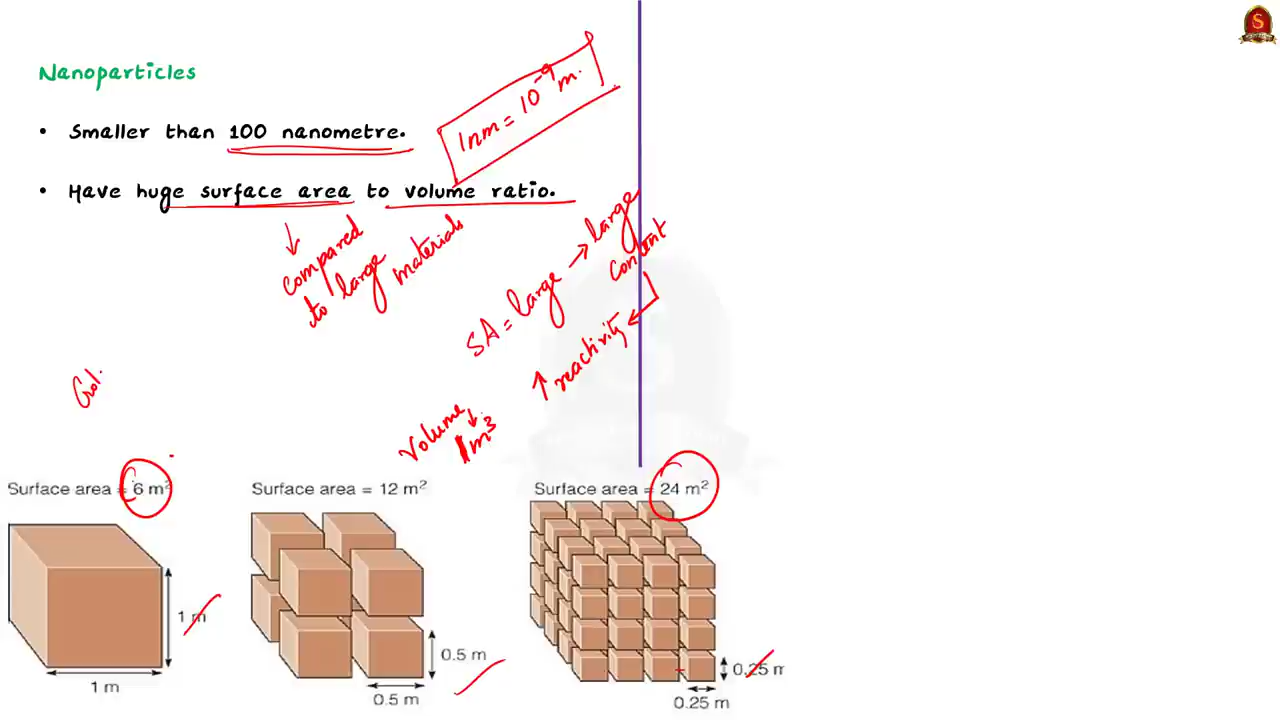 Nanoparticles
• Smaller than 100 nanometre.
1nm = 10⁻⁹ m.
• Have huge surface area to volume ratio.
compared
to large materials
SA = large → large
content
↑ reactivity
Gol.
Volume
1m³
Surface area = 6 m²
Surface area = 12 m²
Surface area = 24 m²
1 m
1 m
0.5 m
0.5 m
0.25 m
0.25 m
S